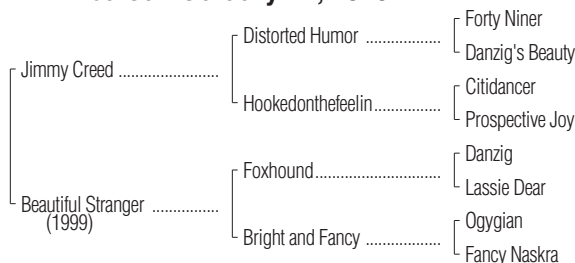 Forty Niner
Distorted Humor ..................
Danzig's Beauty
Jimmy Creed ........................
Citidancer
Hookedonthefeelin................
Prospective Joy
Danzig
Foxhound..............................
Lassie Dear
Beautiful Stranger ................
(1999)
Ogygian
Bright and Fancy ..................
Fancy Naskra